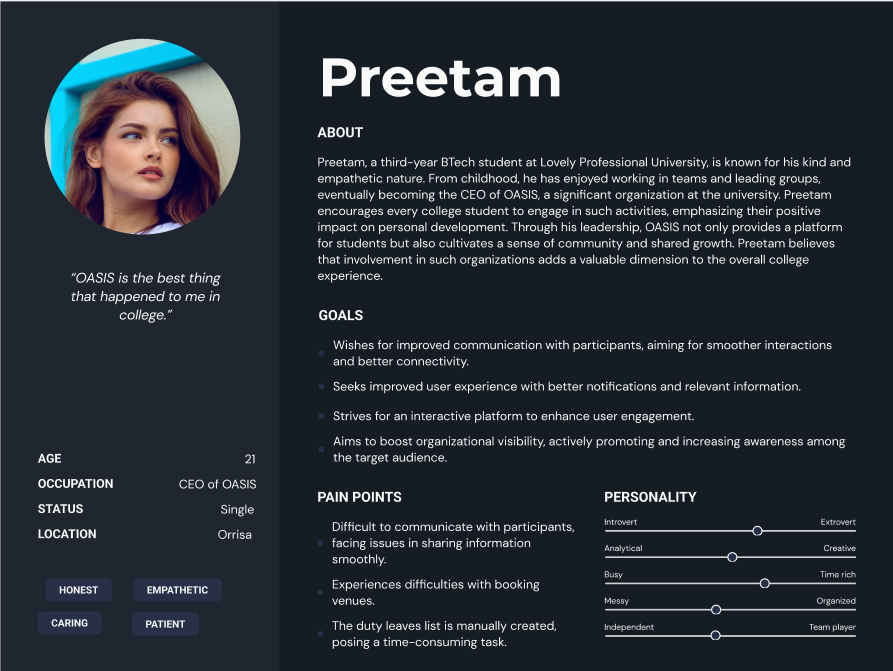 Preetam
ABOUT
Preetam, a third-year BTech student at Lovely Professional University, is known for his kind and
empathetic nature. From childhood, he has enjoyed working in teams and leading groups,
eventually becoming the CEO of OASIS, a significant organization at the university. Preetam
encourages every college student to engage in such activities, emphasizing their positive
impact on personal development. Through his leadership, OASIS not only provides a platform
for students but also cultivates a sense of community and shared growth. Preetam believes
that involvement in such organizations adds a valuable dimension to the overall college
experience.
“OASIS is the best thing
that happened to me in
college.”
GOALS
Wishes for improved communication with participants, aiming for smoother interactions
and better connectivity.
Seeks improved user experience with better notifications and relevant information.
Strives for an interactive platform to enhance user engagement.
Aims to boost organizational visibility, actively promoting and increasing awareness among
the target audience.
AGE 21
OCCUPATION CEO of OASIS
STATUS Single
LOCATION Orrisa
HONEST EMPATHETIC
CARING PATIENT
PAIN POINTS
Difficult to communicate with participants,
facing issues in sharing information
smoothly.
Experiences difficulties with booking
venues.
The duty leaves list is manually created,
posing a time-consuming task.
PERSONALITY
Introvert Extrovert
Analytical Creative
Busy Time rich
Messy Organized
Independent Team player